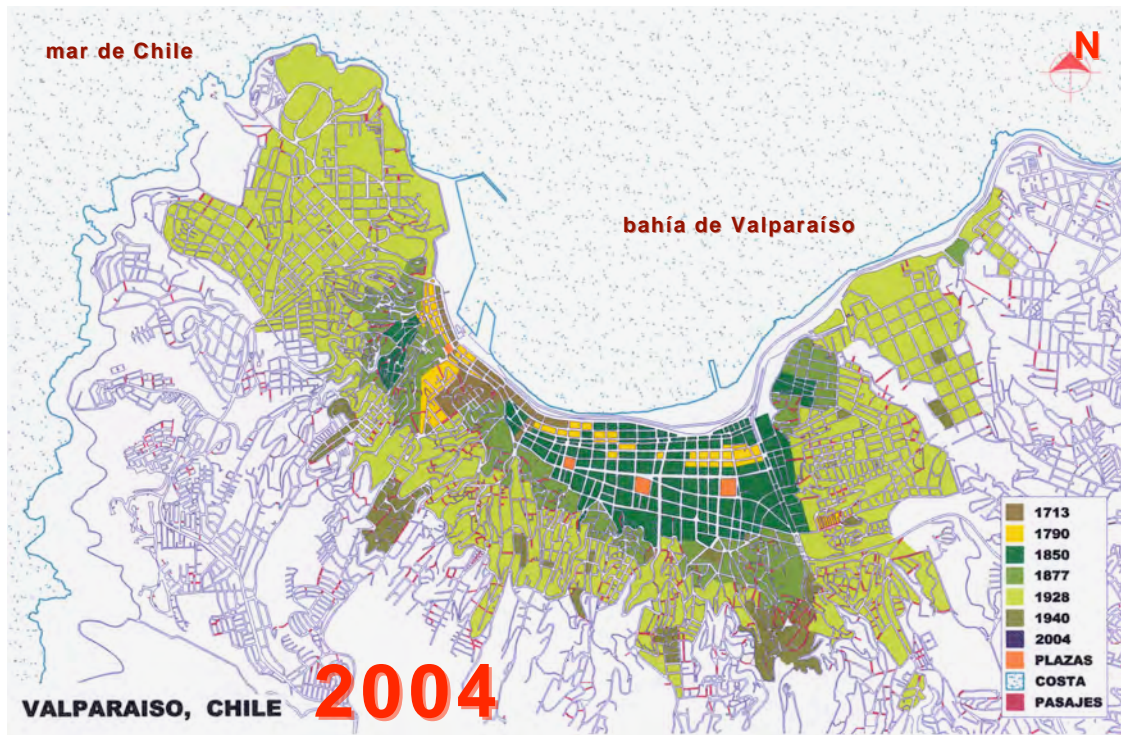 mar de Chile
N
bahía de Valparaíso
1713
1790
1850
1877
1928
1940
2004
PLAZAS
COSTA
PASAJES
VALPARAISO, CHILE 2004